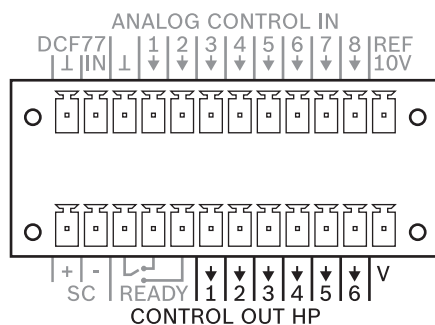 ANALOG CONTROL IN
DCF77 1 2 3 4 5 6 7 8 REF
⊥ IN ⊥ 10V
+ - V
SC READY 1 2 3 4 5 6
CONTROL OUT HP